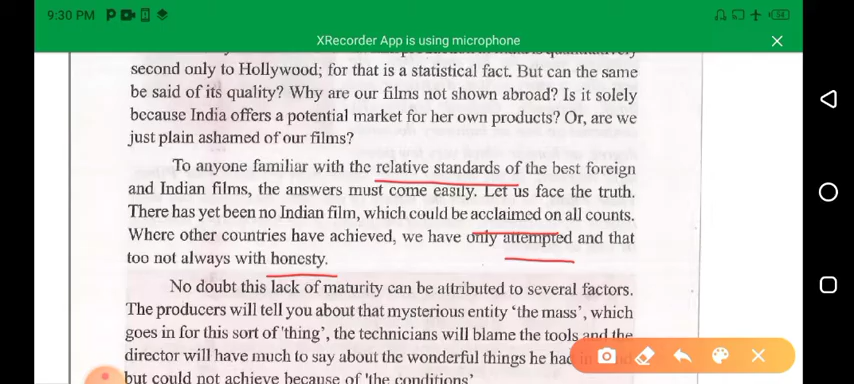 9:30 PM
54
XRecorder App is using microphone
second only to Hollywood; for that is a statistical fact. But can the same
be said of its quality? Why are our films not shown abroad? Is it solely
because India offers a potential market for her own products? Or, are we
just plain ashamed of our films?
To anyone familiar with the relative standards of the best foreign
and Indian films, the answers must come easily. Let us face the truth.
There has yet been no Indian film, which could be acclaimed on all counts.
Where other countries have achieved, we have only attempted and that
too not always with honesty.
No doubt this lack of maturity can be attributed to several factors.
The producers will tell you about that mysterious entity 'the mass', which
goes in for this sort of 'thing', the technicians will blame the tools and the
director will have much to say about the wonderful things he had in
but could not achieve because of 'the conditions'